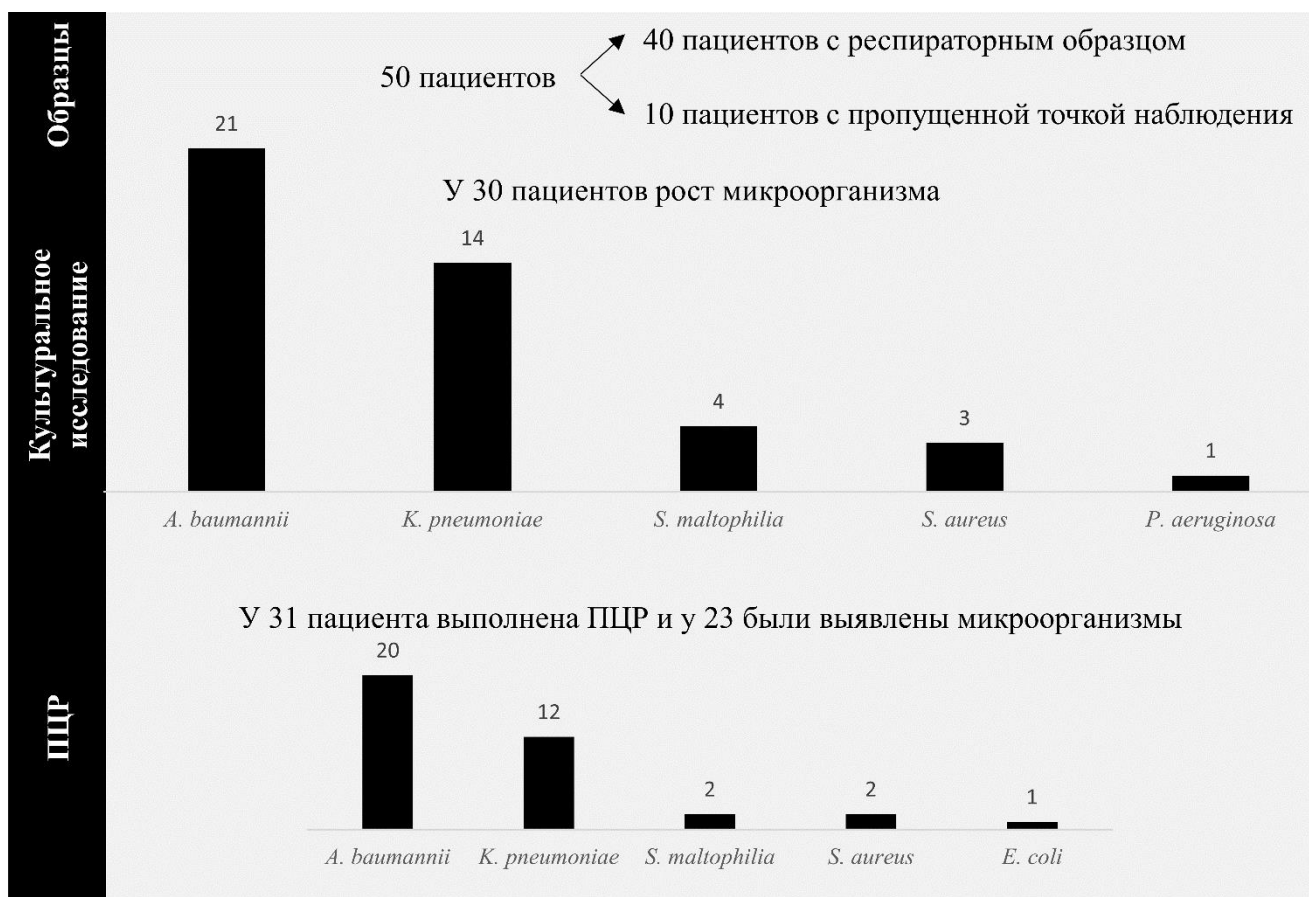 Образцы
50 пациентов
40 пациентов с респираторным образцом
10 пациентов с пропущенной точкой наблюдения
Культуральное
исследование
У 30 пациентов рост микроорганизма
21
14
4
3
1
A. baumannii
K. pneumoniae
S. maltophilia
S. aureus
P. aeruginosa
ПЦР
У 31 пациента выполнена ПЦР и у 23 были выявлены микроорганизмы
20
12
2
2
1
A. baumannii
K. pneumoniae
S. maltophilia
S. aureus
E. coli